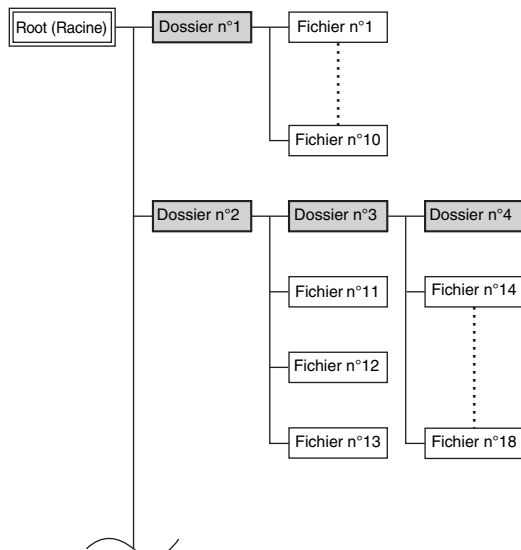 Root (Racine)
Dossier n°1
Fichier n°1
Fichier n°10
Dossier n°2
Dossier n°3
Dossier n°4
Fichier n°11
Fichier n°14
Fichier n°12
Fichier n°13
Fichier n°18